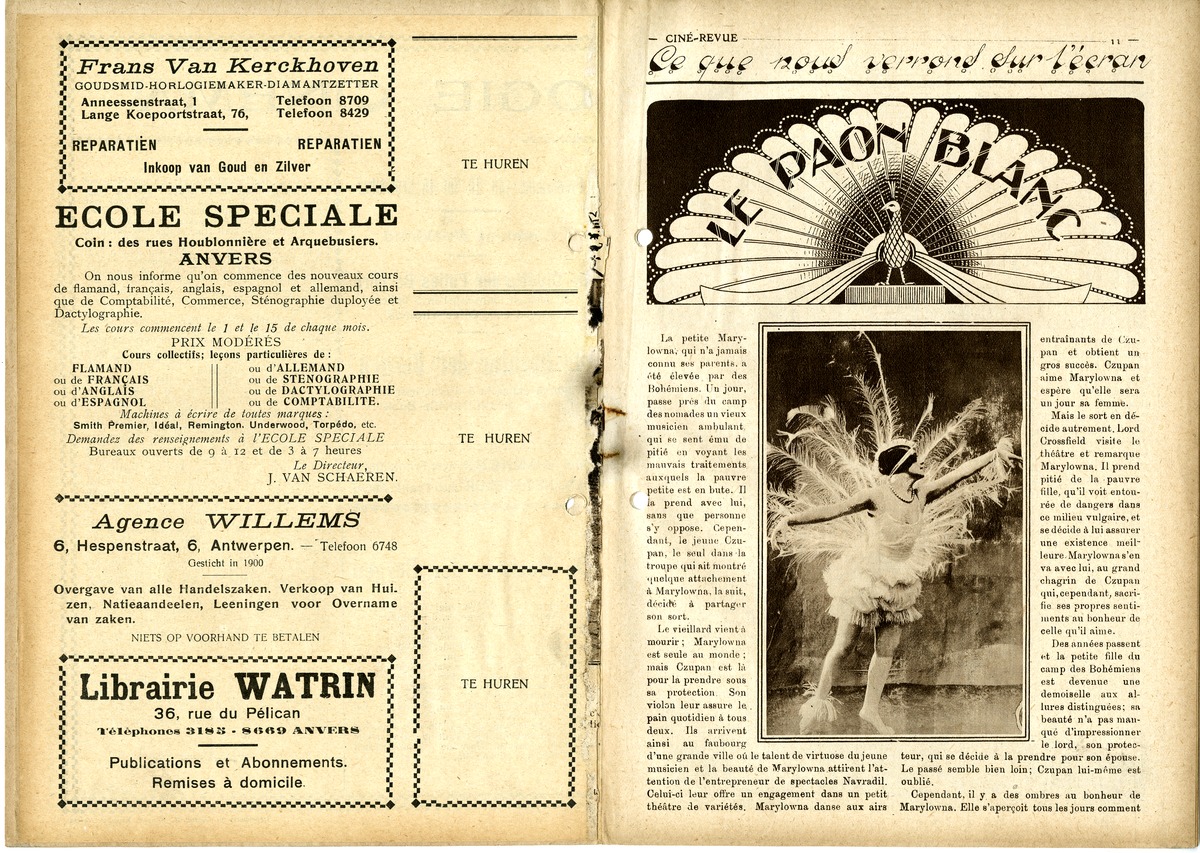 Frans Van Kerckhoven
GOUDSMID-HORLOGIEMAKER-DIAMANTZETTER
Anneessenstraat, 1 Telefoon 8709
Lange Koepoortstraat, 76, Telefoon 8429
REPARATIËN REPARATIEN
Inkoop van Goud en Zilver
ECOLE SPECIALE
Coin : des rues Houblonnière et Arquebusiers.
ANVERS
On nous informe qu'on commence des nouveaux cours
de flamand, français, anglais, espagnol et allemand, ainsi
que de Comptabilité, Commerce, Sténographie duployée et
Dactylographie.
Les cours commencent le 1 et le 15 de chaque mois.
PRIX MODÉRÉS
Cours collectifs; leçons particulières de :
FLAMAND ou d'ALLEMAND
ou de FRANÇAIS ou de STENOGRAPHIE
ou d'ANGLAIS ou de DACTYLOGRAPHIE
ou d'ESPAGNOL ou de COMPTABILITE.
Machines à écrire de toutes marques :
Smith Premier, Idéal, Remington. Underwood, Torpédo, etc.
Demandez des renseignements à l'ECOLE SPECIALE
Bureaux ouverts de 9 à 12 et de 3 à 7 heures
Le Directeur,
J. VAN SCHAEREN.
Agence WILLEMS
6, Hespenstraat, 6, Antwerpen. — Telefoon 6748
Gesticht in 1900
Overgave van alle Handelszaken. Verkoop van Hui-
zen, Natieaandeelen, Leeningen voor Overname
van zaken.
NIETS OP VOORHAND TE BETALEN
Librairie WATRIN
36, rue du Pélican
Téléphones 3185 - 8669 ANVERS
Publications et Abonnements.
Remises à domicile.
TE HUREN
TE HUREN
TE HUREN
— CINÉ-REVUE 11 —
Ce que nous verrons sur l'écran
LE PAON BLANC
La petite Mary-
lowna, qui n'a jamais
connu ses parents, a
été élevée par des
Bohémiens. Un jour,
passe près du camp
des nomades un vieux
musicien ambulant
qui se sent ému de
pitié en voyant les
mauvais traitements
auxquels la pauvre
petite est en bute. Il
la prend avec lui,
sans que personne
s'y oppose. Cepen-
dant, le jeune Czu-
pan, le seul dans la
troupe qui ait montré
quelque attachement
à Marylowna, la suit,
décidé à partager
son sort.
Le vieillard vient à
mourir ; Marylowna
est seule au monde ;
mais Czupan est là
pour la prendre sous
sa protection. Son
violon leur assure le
pain quotidien à tous
deux. Ils arrivent
ainsi au faubourg
d'une grande ville où le talent de virtuose du jeune
musicien et la beauté de Marylowna attirent l'at-
tention de l'entrepreneur de spectacles Navradil.
Celui-ci leur offre un engagement dans un petit
théâtre de variétés. Marylowna danse aux airs
entraînants de Czu-
pan et obtient un
gros succès. Czupan
aime Marylowna et
espère qu'elle sera
un jour sa femme.
Mais le sort en dé-
cide autrement. Lord
Crossfield visite le
théâtre et remarque
Marylowna. Il prend
pitié de la pauvre
fille, qu'il voit entou-
rée de dangers dans
ce milieu vulgaire, et
se décide à lui assurer
une existence meil-
leure. Marylowna s'en
va avec lui, au grand
chagrin de Czupan
qui, cependant, sacri-
fie ses propres senti-
ments au bonheur de
celle qu'il aime.
Des années passent
et la petite fille du
camp des Bohémiens
est devenue une
demoiselle aux al-
lures distinguées; sa
beauté n'a pas man-
qué d'impressionner
le lord, son protec-
teur, qui se décide à la prendre pour son épouse.
Le passé semble bien loin; Czupan lui-même est
oublié.
Cependant, il y a des ombres au bonheur de
Marylowna. Elle s'aperçoit tous les jours comment